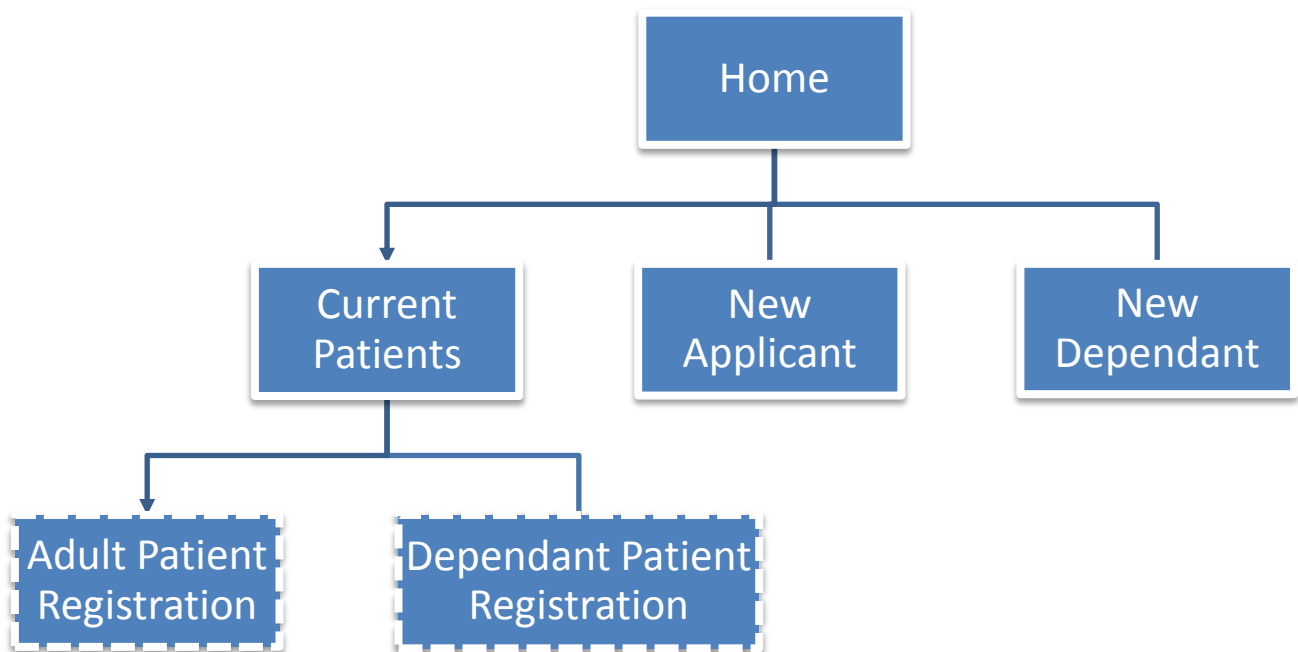 Home
Current
Patients
New
Applicant
New
Dependant
Adult Patient
Registration
Dependant Patient
Registration